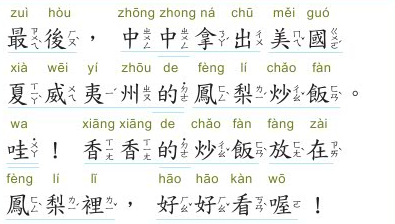 zuì hòu zhōng zhong ná chū měi guó
最後，中中拿出美國
xià wēi yí zhōu de fèng lí chǎo fàn
夏威夷州的鳳梨炒飯。
wa xiāng xiāng de chǎo fàn fàng zài
哇！香香的炒飯放在
fèng lí lǐ hāo hāo kàn wō
鳳梨裡，好好看喔！